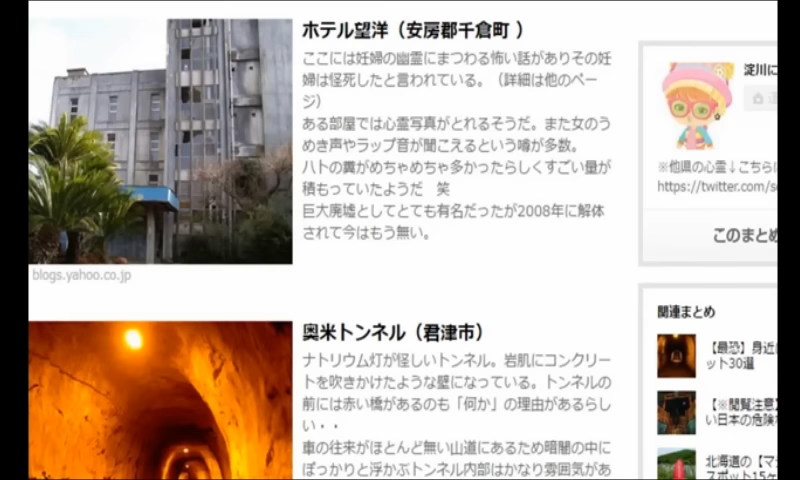 ホテル望洋（安房郡千倉町 ）
ここには妊婦の幽霊にまつわる怖い話がありその妊
婦は怪死したと言われている。（詳細は他のペー
ジ）
ある部屋では心霊写真がとれるそうだ。また女のう
めき声やラップ音が聞こえるという噂が多数。
ハトの糞がめちゃめちゃ多かったらしくすごい量が
積もっていたようだ　笑
巨大廃墟としてとても有名だったが2008年に解体
されて今はもう無い。
blogs.yahoo.co.jp
奥米トンネル（君津市）
ナトリウム灯が怪しいトンネル。岩肌にコンクリー
トを吹きかけたような壁になっている。トンネルの
前には赤い橋があるのも「何か」の理由があるらし
い・・
車の往来がほとんど無い山道にあるため暗闇の中に
ぽっかりと浮かぶトンネル内部はかなり雰囲気があ
淀川に
※他県の心霊↓こちらに
https://twitter.com/s
このまとめ
関連まとめ
【最恐】身近に
ット30選
【※閲覧注意】
い日本の危険
北海道の【マ
スポット15ヶ